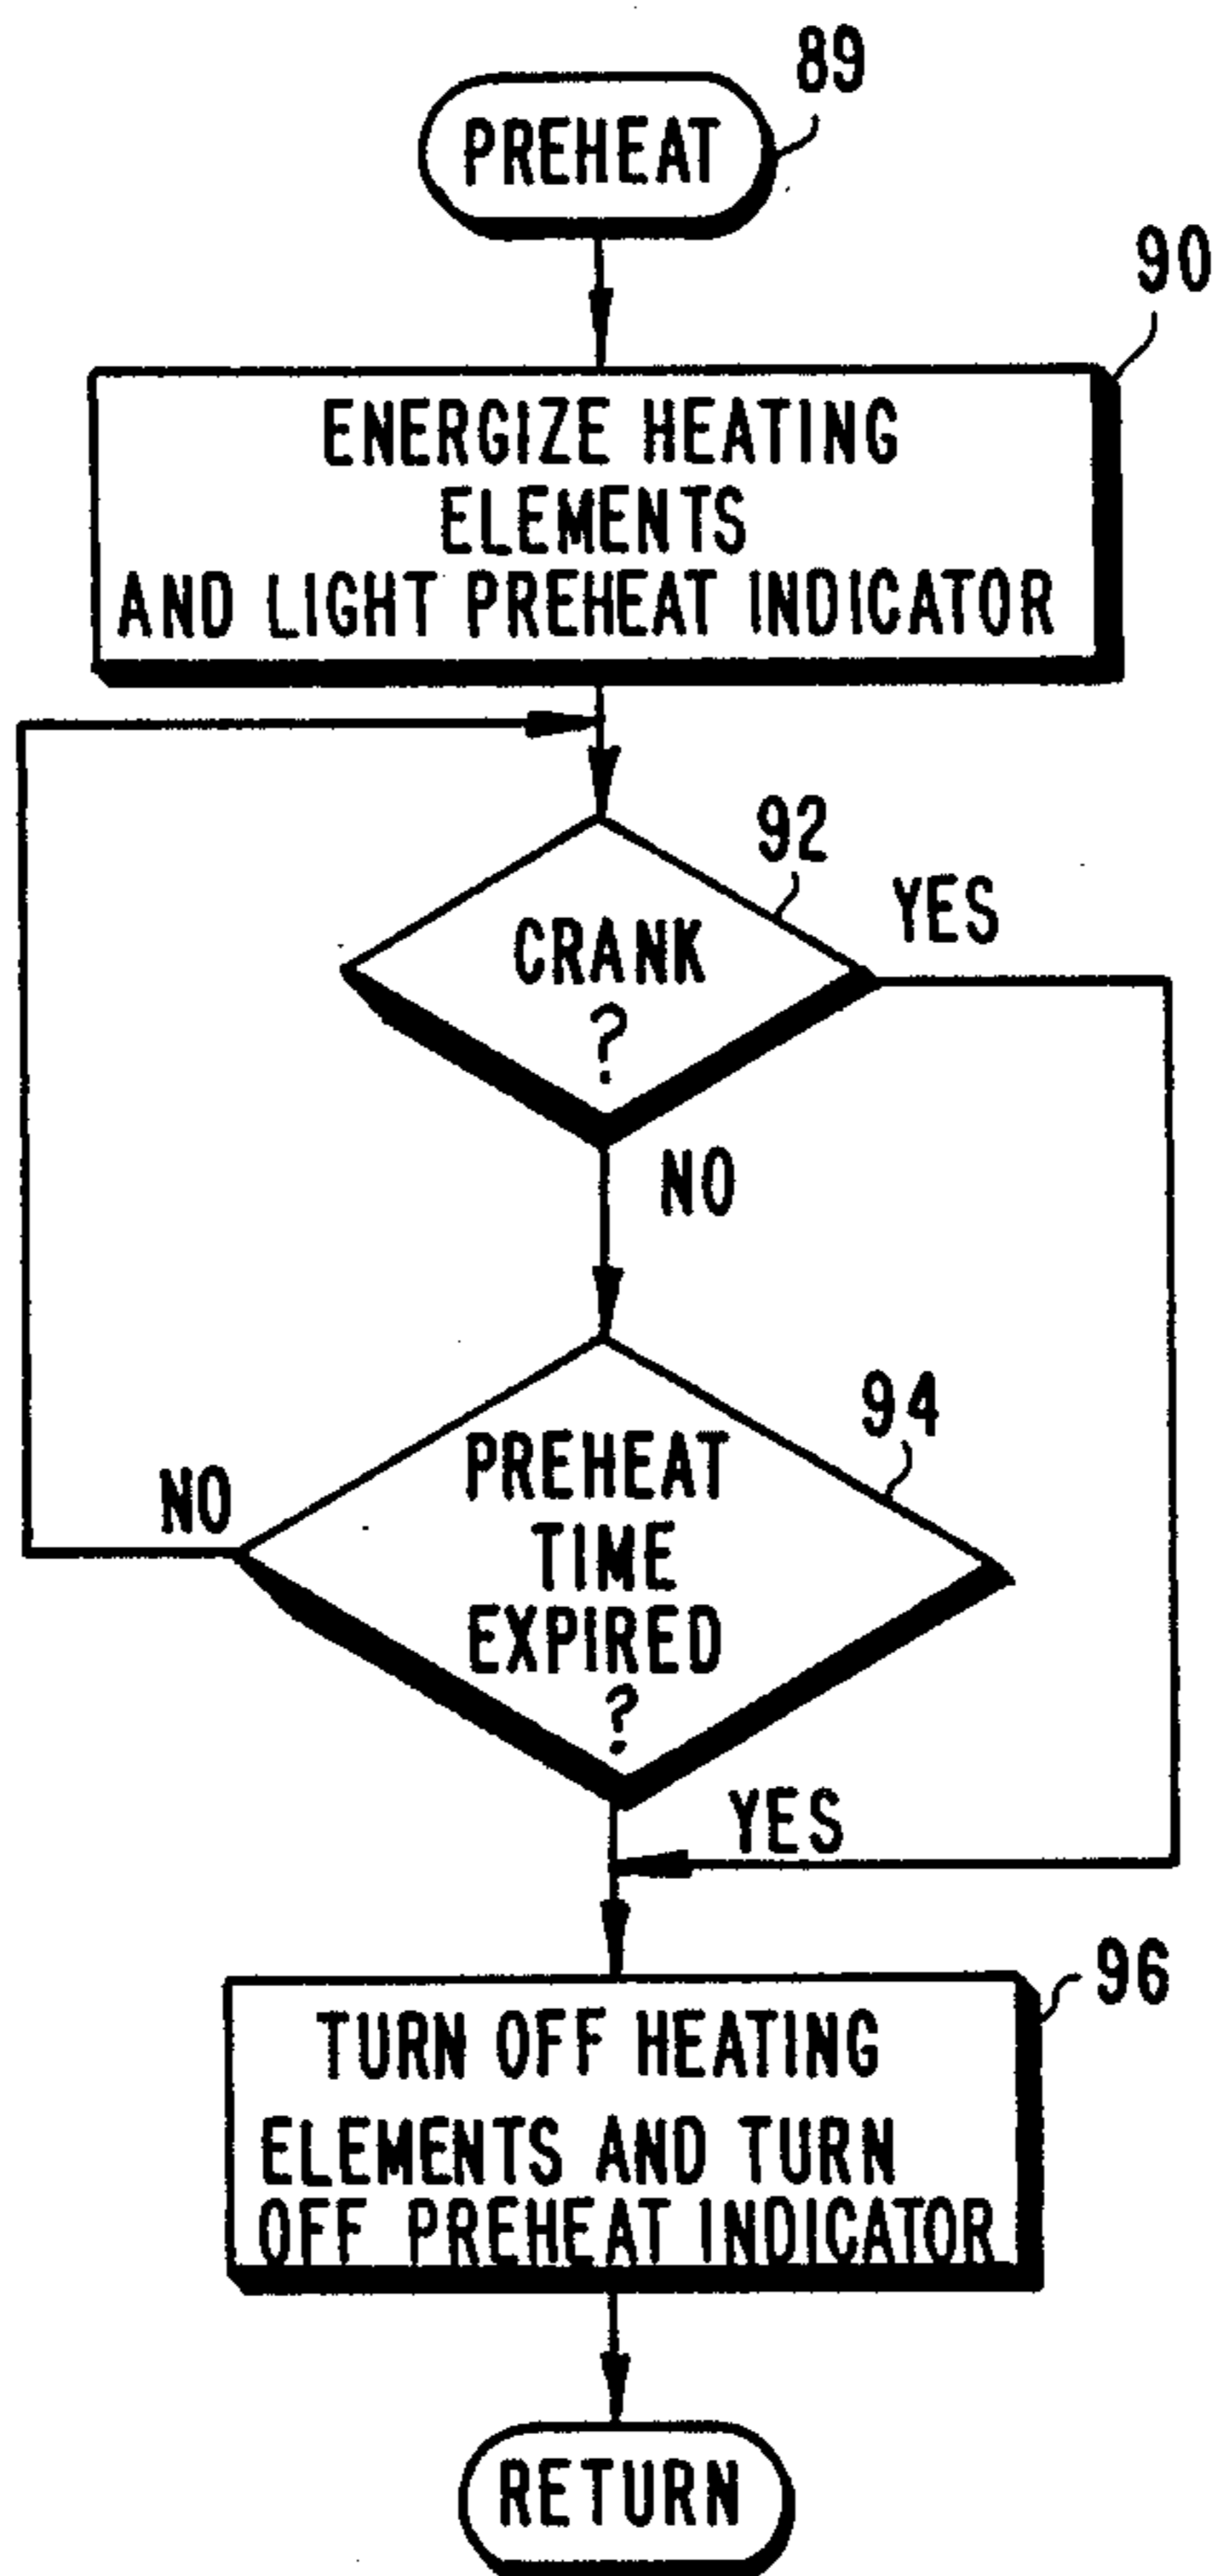 89
PREHEAT
90
ENERGIZE HEATING
ELEMENTS
AND LIGHT PREHEAT INDICATOR
92
YES
CRANK
?
NO
94
PREHEAT
TIME
EXPIRED
?
NO
YES
96
TURN OFF HEATING
ELEMENTS AND TURN
OFF PREHEAT INDICATOR
RETURN